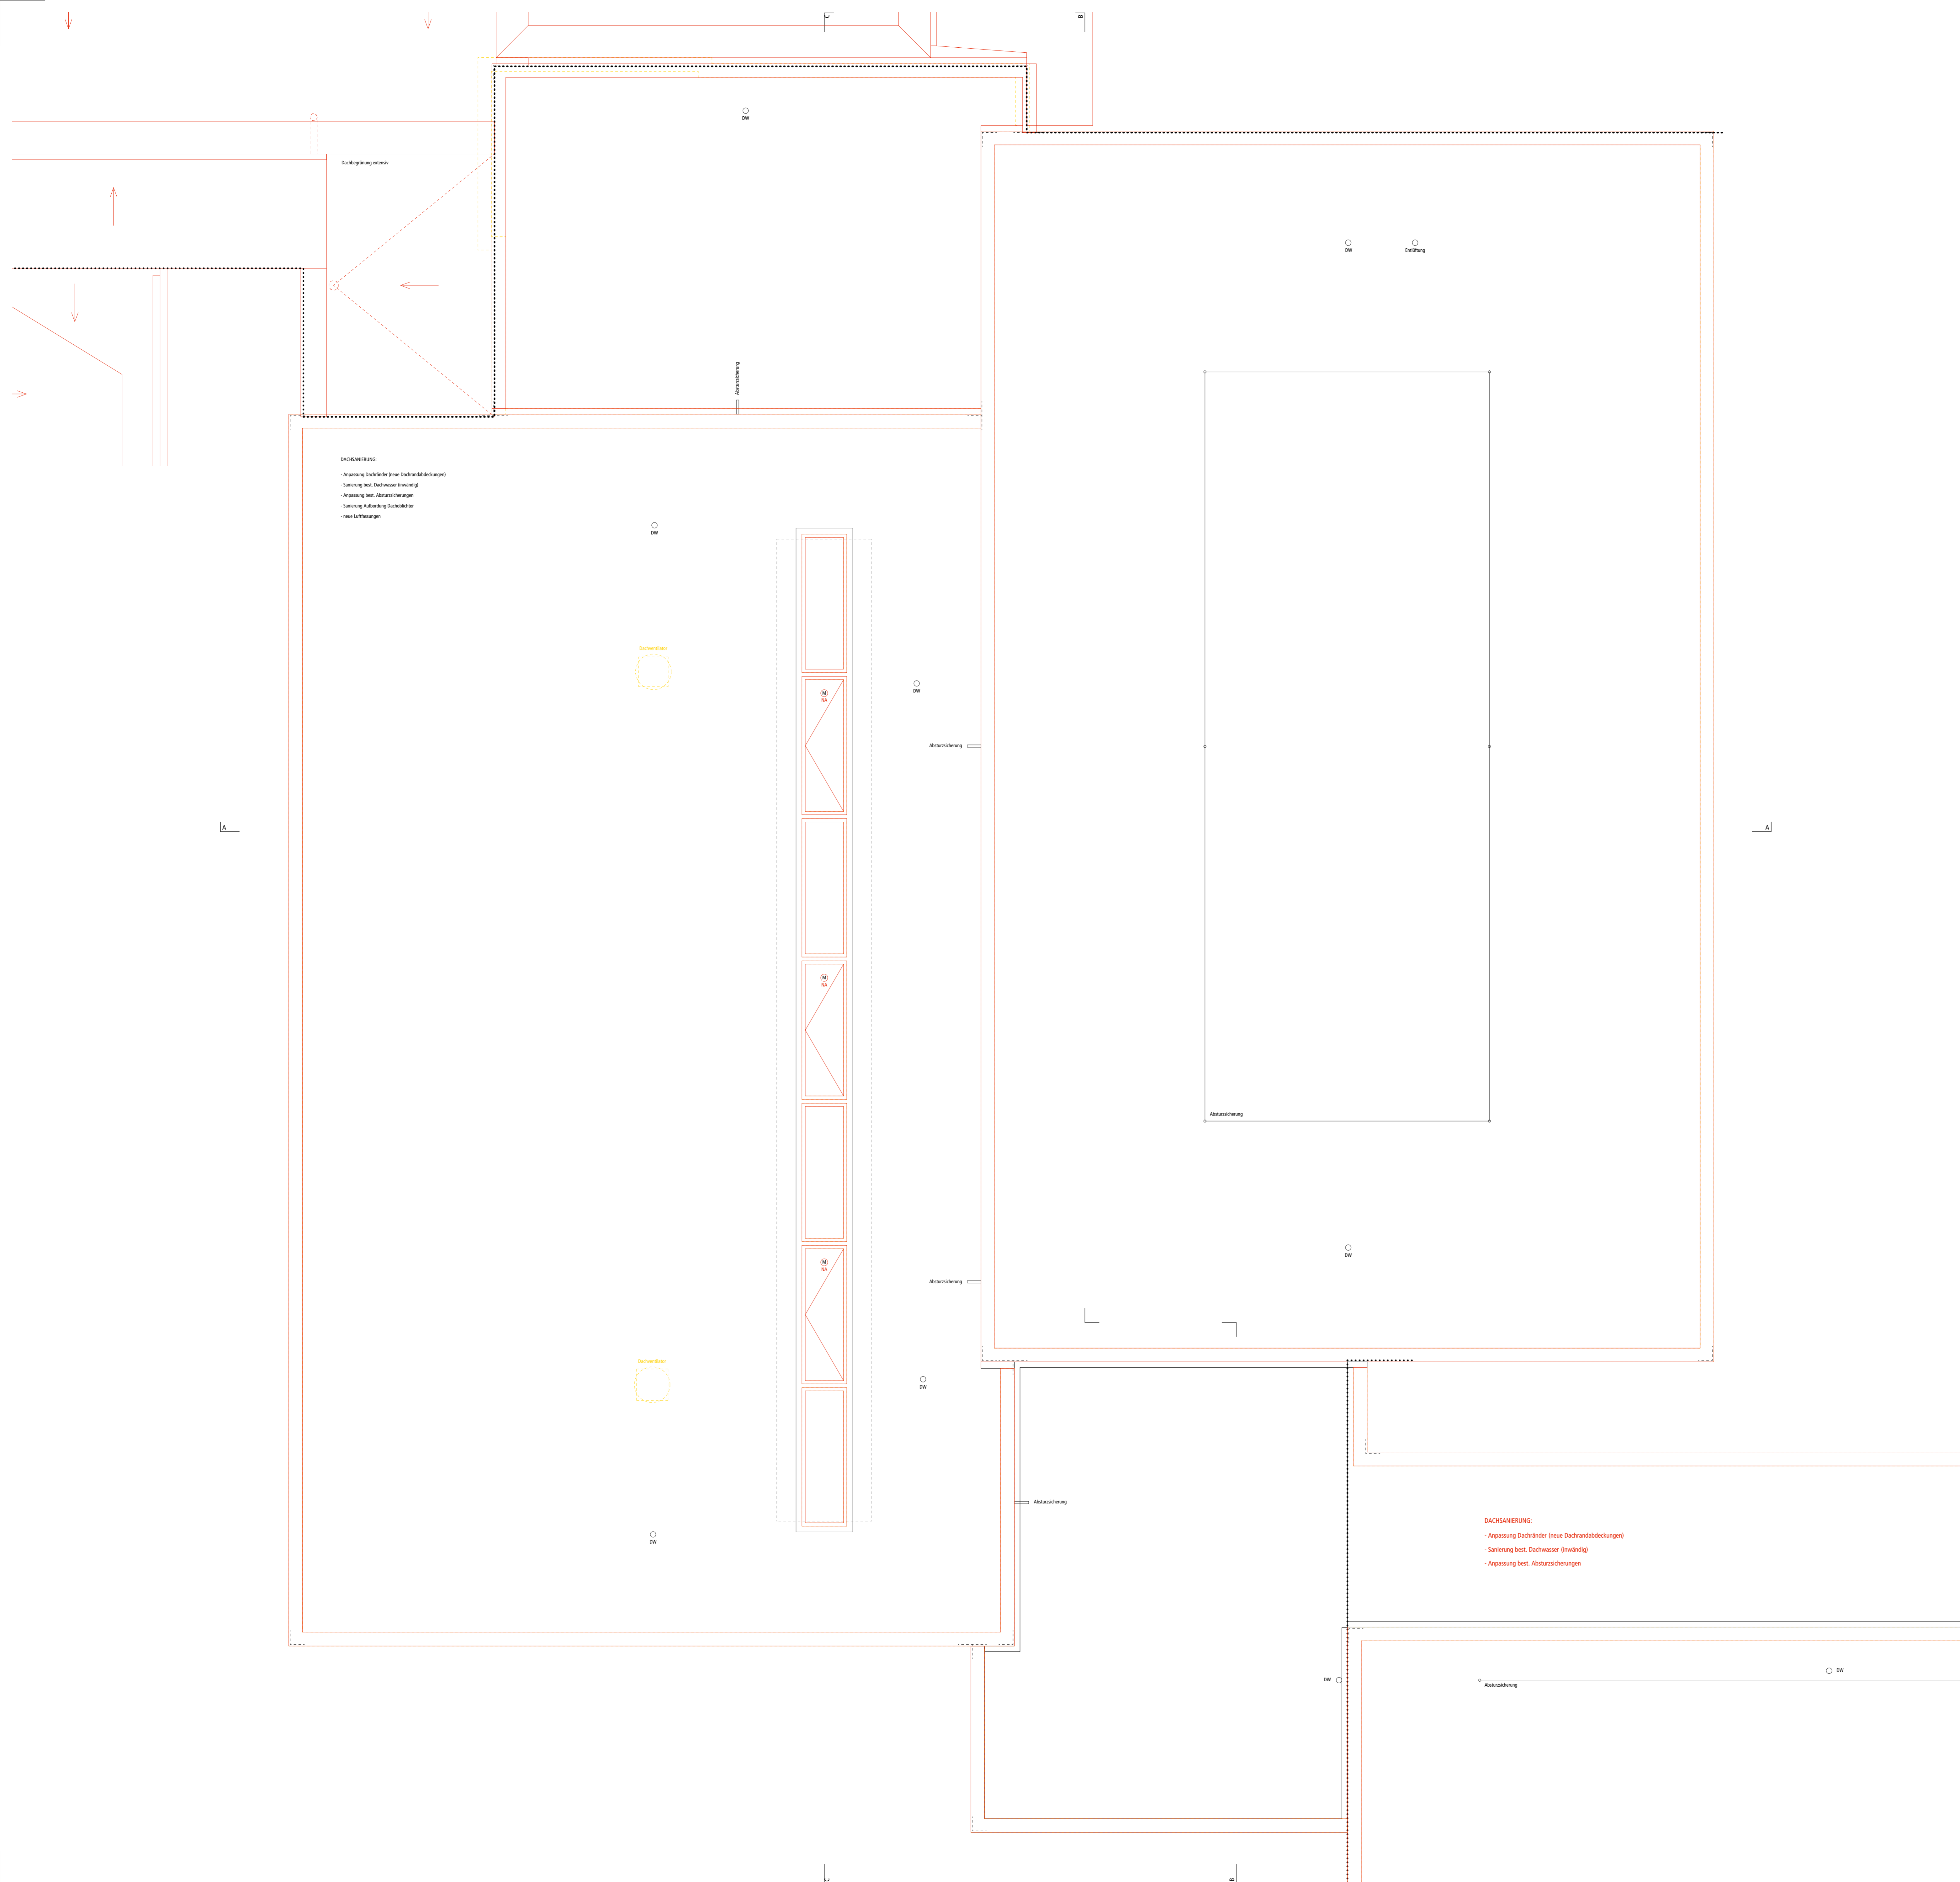 C
B
DW
Dachbegrünung extensiv
DW
Entlüftung
Absturzsicherung
DACHSANIERUNG:
- Anpassung Dachränder (neue Dachrandabdeckungen)
- Sanierung best. Dachwasser (inwändig)
- Anpassung best. Absturzsicherungen
- Sanierung Aufbordung Dachoblichter
- neue Luftfassungen
DW
Dachventilator
DW
M
NA
Absturzsicherung
A
A
M
NA
Absturzsicherung
DW
M
NA
Absturzsicherung
DW
Absturzsicherung
DACHSANIERUNG:
- Anpassung Dachränder (neue Dachrandabdeckungen)
- Sanierung best. Dachwasser (inwändig)
- Anpassung best. Absturzsicherungen
DW
DW
DW
Absturzsicherung
C
B